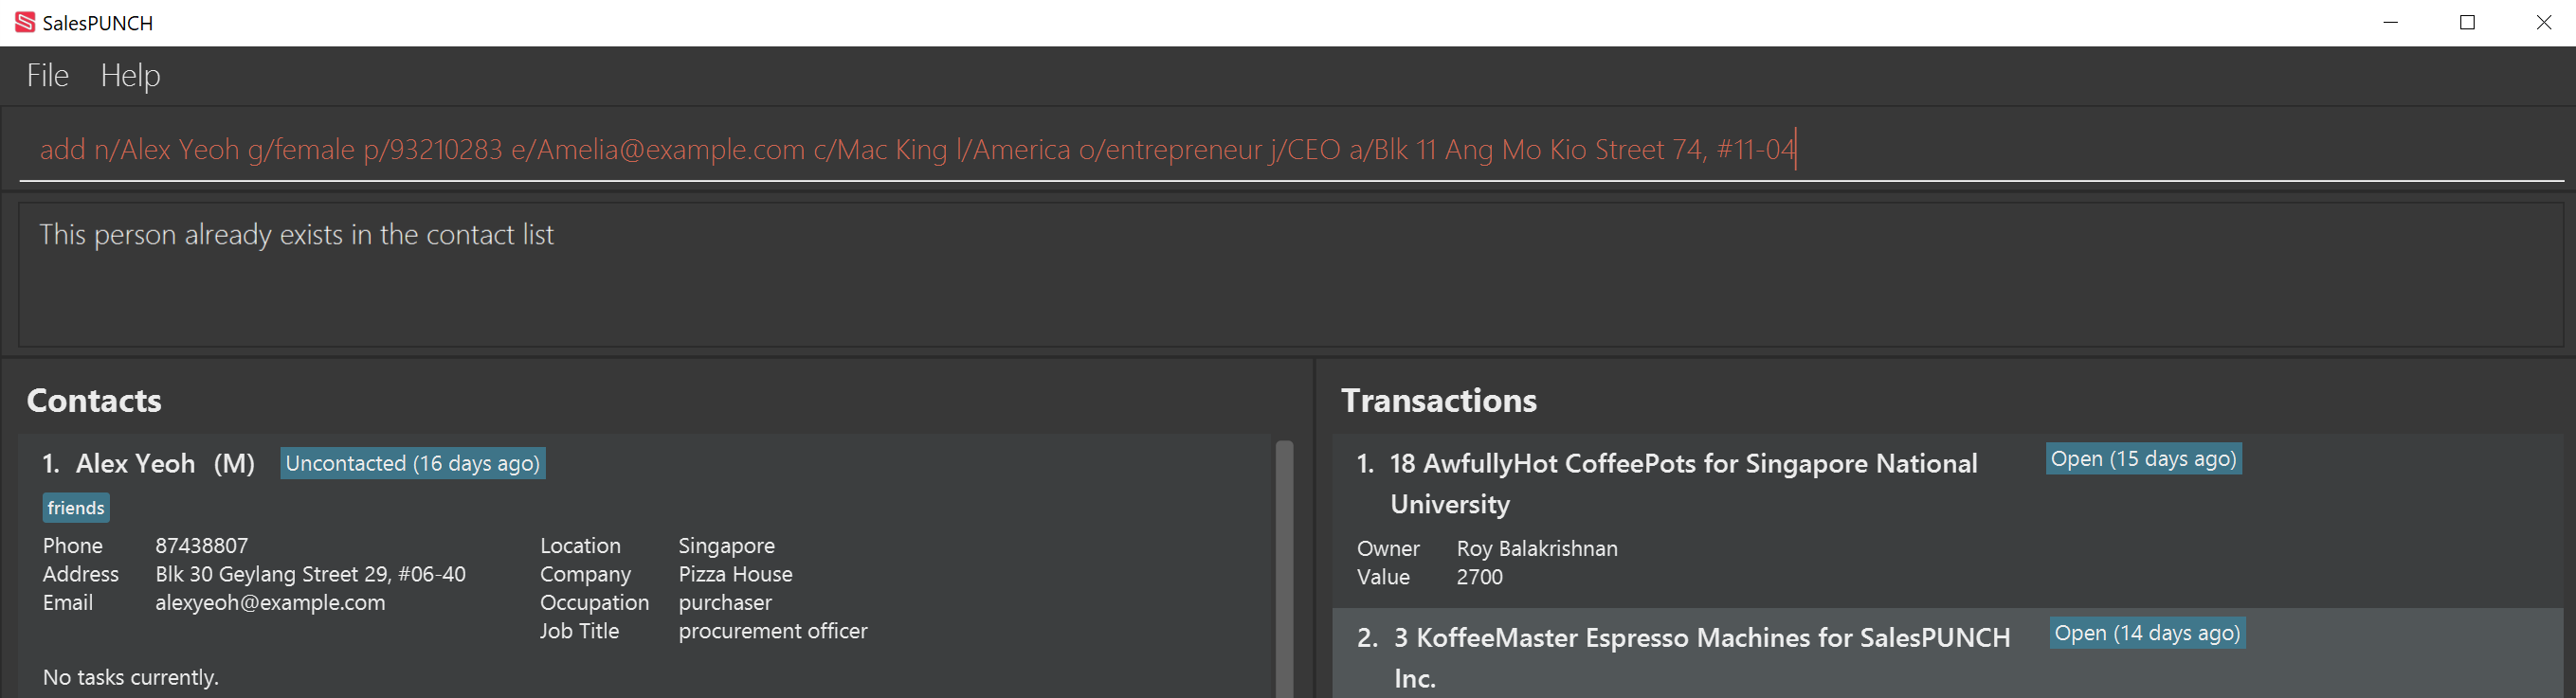 SalesPUNCH
File Help
add n/Alex Yeoh g/female p/93210283 e/Amelia@example.com c/Mac King l/America o/entrepreneur j/CEO a/Blk 11 Ang Mo Kio Street 74, #11-04
This person already exists in the contact list
Contacts
1. Alex Yeoh (M) Uncontacted (16 days ago)
friends
Phone 87438807 Location Singapore
Address Blk 30 Geylang Street 29, #06-40 Company Pizza House
Email alexyeoh@example.com Occupation purchaser
Job Title procurement officer
No tasks currently.
Transactions
1. 18 AwfullyHot CoffeePots for Singapore National Open (15 days ago)
University
Owner Roy Balakrishnan
Value 2700
2. 3 KoffeeMaster Espresso Machines for SalesPUNCH Open (14 days ago)
Inc.